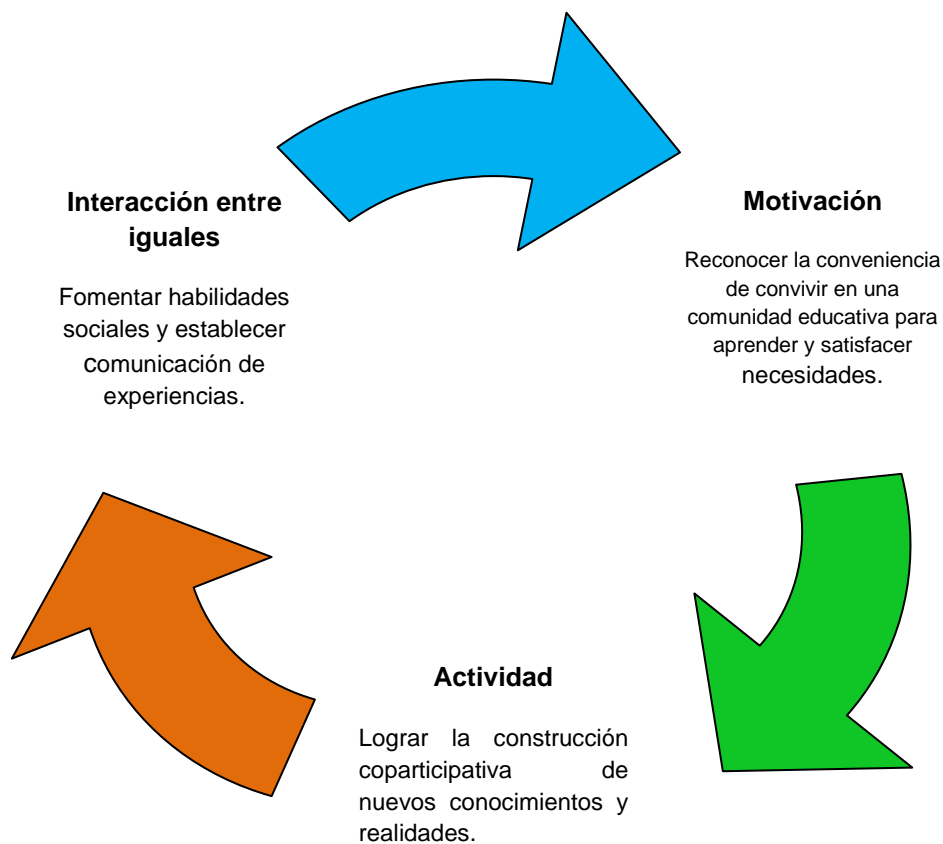 Interacción entre
iguales
Fomentar habilidades
sociales y establecer
comunicación de
experiencias.
Motivación
Reconocer la conveniencia
de convivir en una
comunidad educativa para
aprender y satisfacer
necesidades.
Actividad
Lograr la construcción
coparticipativa de
nuevos conocimientos y
realidades.